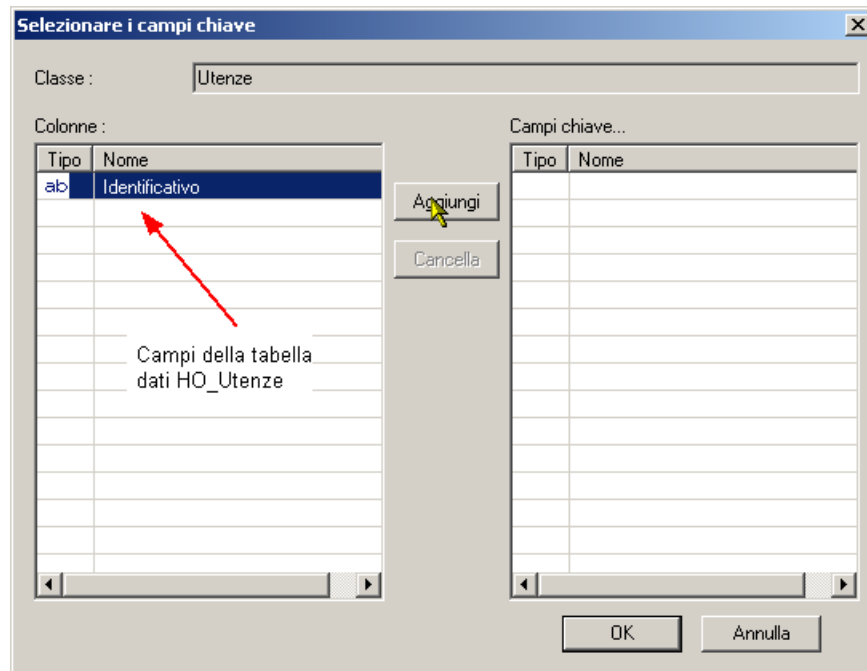 Selezionare i campi chiave
Classe : Utenze
Colonne : Campi chiave...
Tipo Nome Tipo Nome
ab Identificativo
Aggiungi
Cancella
Campi della tabella
dati HO_Utenze
OK Annulla